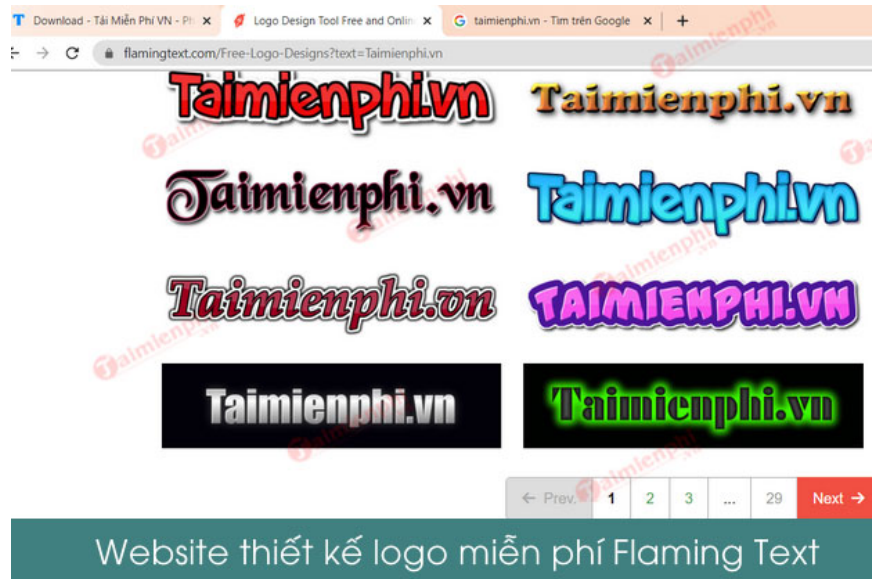 Download - Tải Miễn Phí VN - Ph
Logo Design Tool Free and Onlin
taimienphi.vn - Tìm trên Google
flamingtext.com/Free-Logo-Designs?text=Taimienphi.vn
Taimienphi.vn Taimienphi.vn
Taimienphi.vn Taimienphi.vn
Taimienphi.vn TAIMIENPHI.VN
Taimienphi.vn Taimienphi.vn
← Prev. 1 2 3 ... 29 Next →
Website thiết kế logo miễn phí Flaming Text